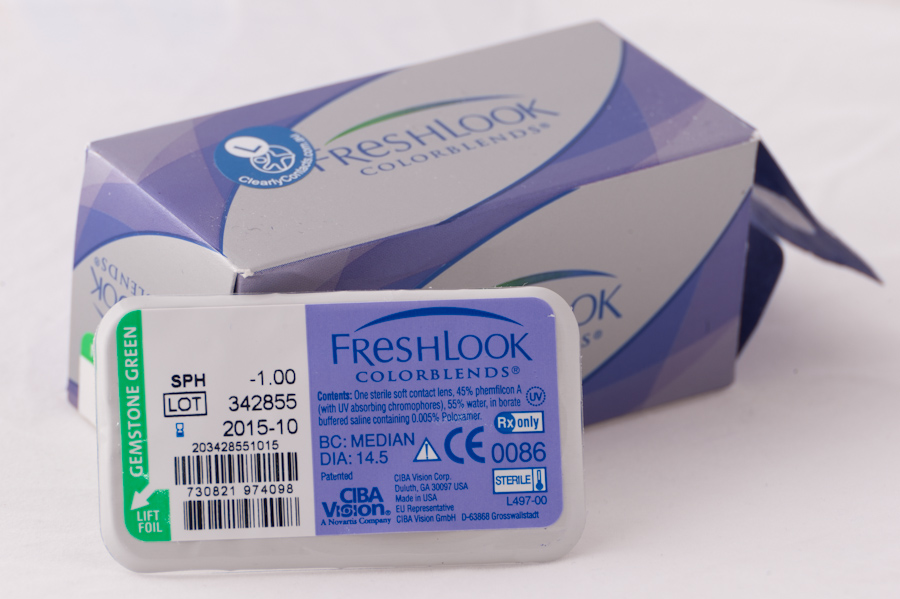 FRESHLOOK
COLORBLENDS®
ClearlyContacts.com
LOOK
LOOK
GEMSTONE GREEN
LIFT
FOIL
SPH -1.00
LOT 342855
2015-10
203428551015
730821 974098
FRESHLOOK
COLORBLENDS®
Contents: One sterile soft contact lens, 45% phemfilcon A
(with UV absorbing chromophores), 55% water, in borate
buffered saline containing 0.005% Poloxamer.
UV
Rx only
BC: MEDIAN
DIA: 14.5
CE
0086
STERILE
L497-00
Patented
CIBA
VISION®
A Novartis Company
CIBA Vision Corp.
Duluth, GA 30097 USA
Made in USA
EU Representative
CIBA Vision GmbH D-63868 Grosswallstadt